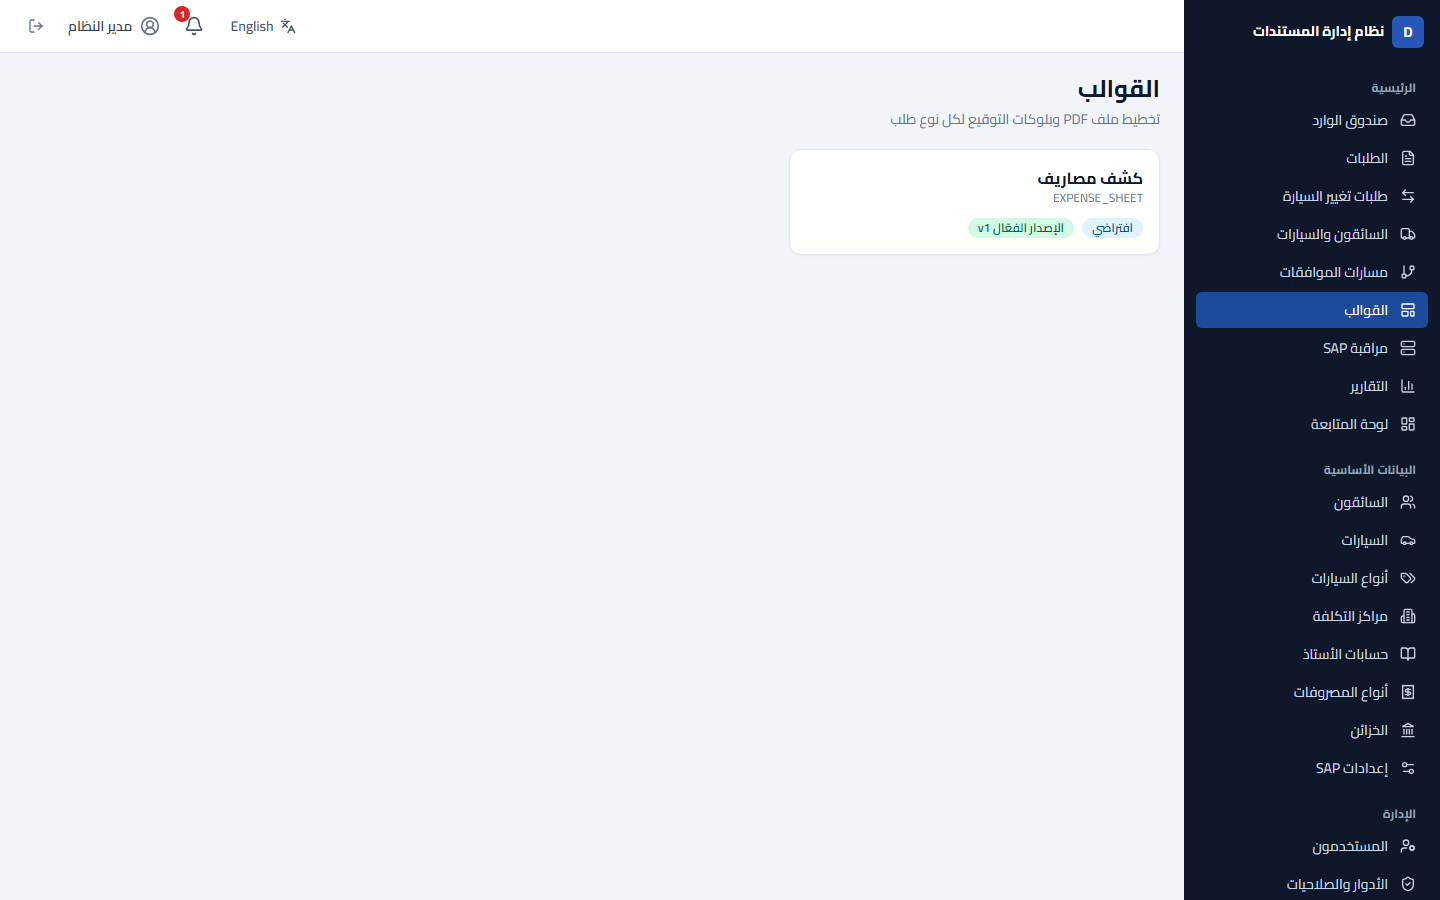 D
نظام إدارة المستندات
الرئيسية
صندوق الوارد
الطلبات
طلبات تغيير السيارة
السائقون والسيارات
مسارات الموافقات
القوالب
مراقبة SAP
التقارير
لوحة المتابعة
البيانات الأساسية
السائقون
السيارات
أنواع السيارات
مراكز التكلفة
حسابات الأستاذ
أنواع المصروفات
الخزائن
إعدادات SAP
الإدارة
المستخدمون
الأدوار والصلاحيات
English
1
مدير النظام
القوالب
تخطيط ملف PDF وبلوكات التوقيع لكل نوع طلب
كشف مصاريف
EXPENSE_SHEET
افتراضي
الإصدار الفعّال v1